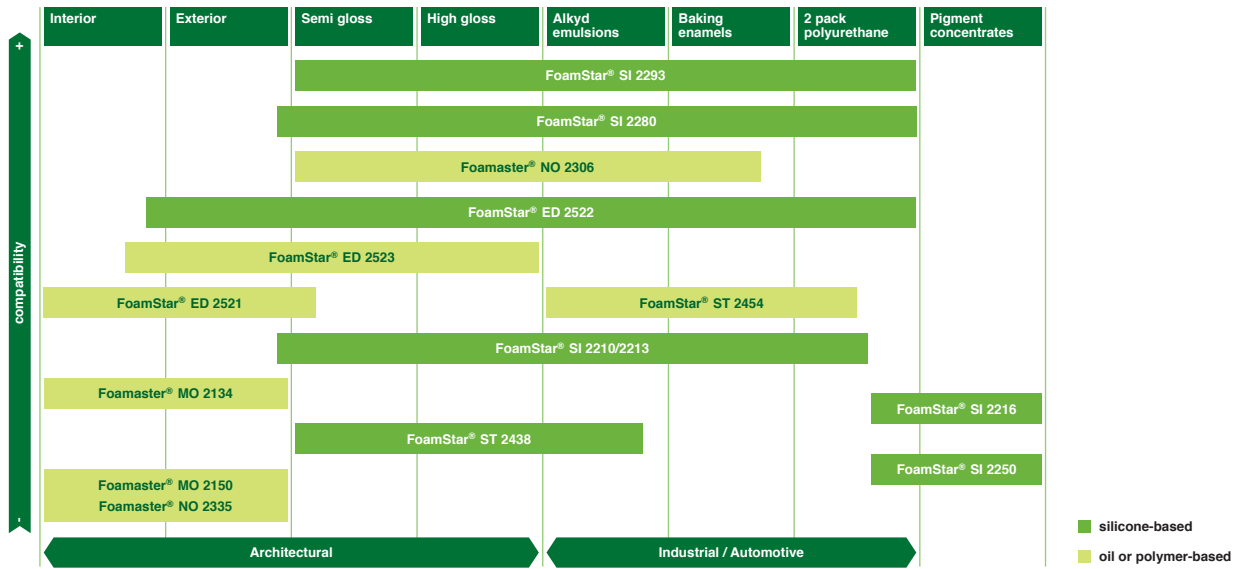 Interior
Exterior
Semi gloss
High gloss
Alkyd
emulsions
Baking
enamels
2 pack
polyurethane
Pigment
concentrates
+
compatibility
-
FoamStar® SI 2293
FoamStar® SI 2280
Foamaster® NO 2306
FoamStar® ED 2522
FoamStar® ED 2523
FoamStar® ED 2521
FoamStar® ST 2454
FoamStar® SI 2210/2213
Foamaster® MO 2134
FoamStar® SI 2216
FoamStar® ST 2438
FoamStar® SI 2250
Foamaster® MO 2150
Foamaster® NO 2335
Architectural
Industrial / Automotive
silicone-based
oil or polymer-based